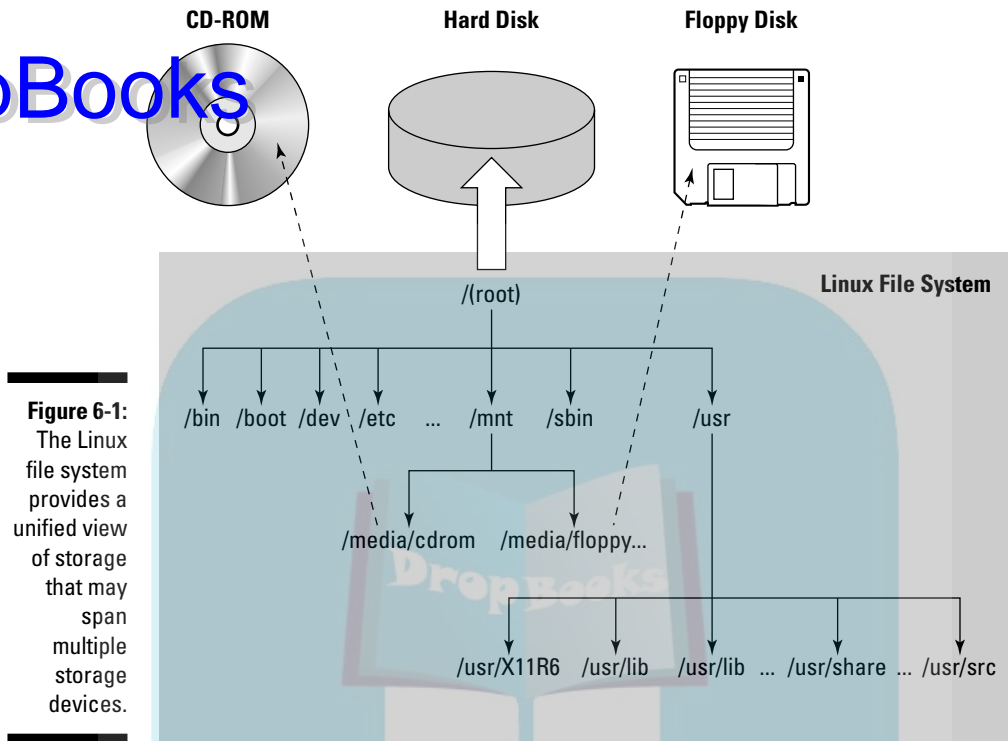 CD-ROM Hard Disk Floppy Disk
pBooks
/(root)
Linux File System
/bin /boot /dev /etc ... /mnt /sbin /usr
/media/cdrom /media/floppy...
DropBooks
/usr/X11R6 /usr/lib /usr/lib ... /usr/share ... /usr/src
Figure 6-1:
The Linux
file system
provides a
unified view
of storage
that may
span
multiple
storage
devices.